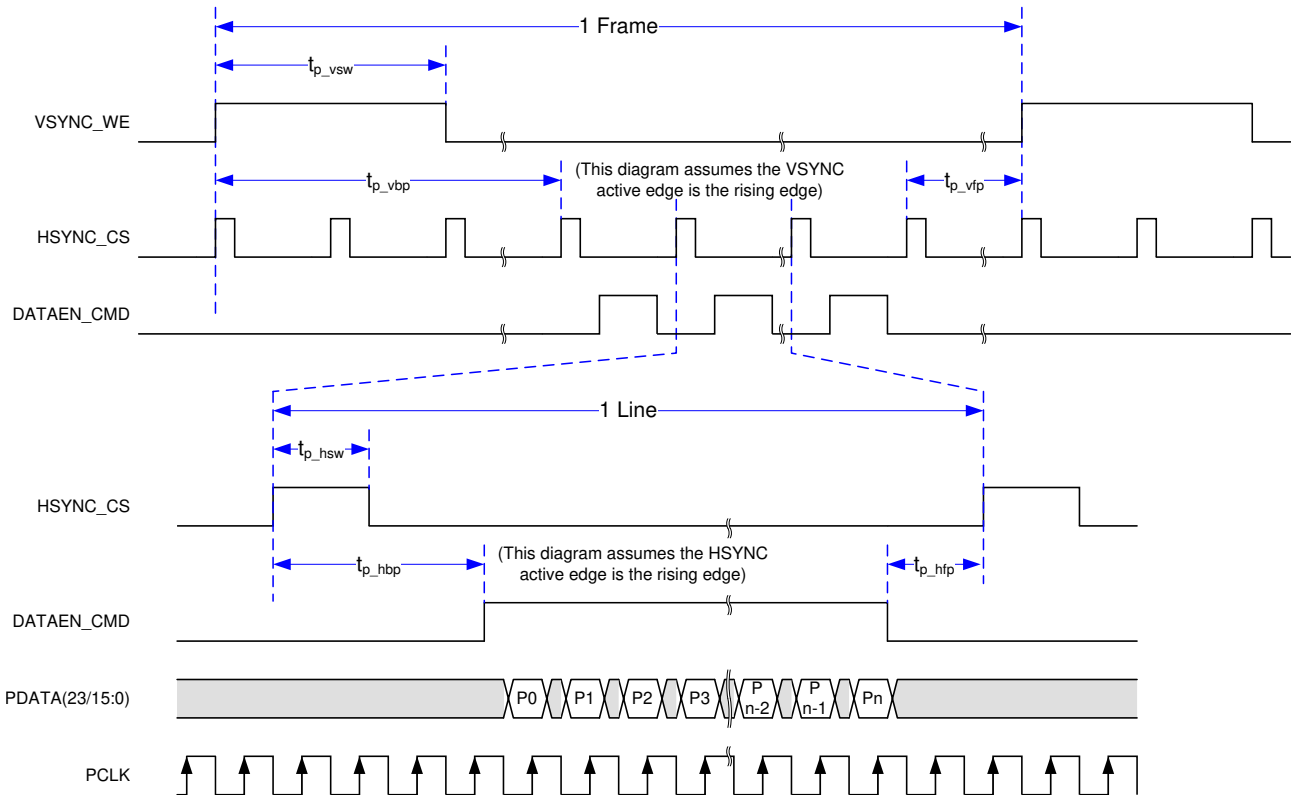 1 Frame
tp_vsw
VSYNC_WE
(This diagram assumes the VSYNC
active edge is the rising edge)
tp_vbp
tp_vfp
HSYNC_CS
DATAEN_CMD
1 Line
tp_hsw
HSYNC_CS
(This diagram assumes the HSYNC
active edge is the rising edge)
tp_hbp
tp_hfp
DATAEN_CMD
PDATA(23/15:0)
P0
P1
P2
P3
P
n-2
P
n-1
Pn
PCLK